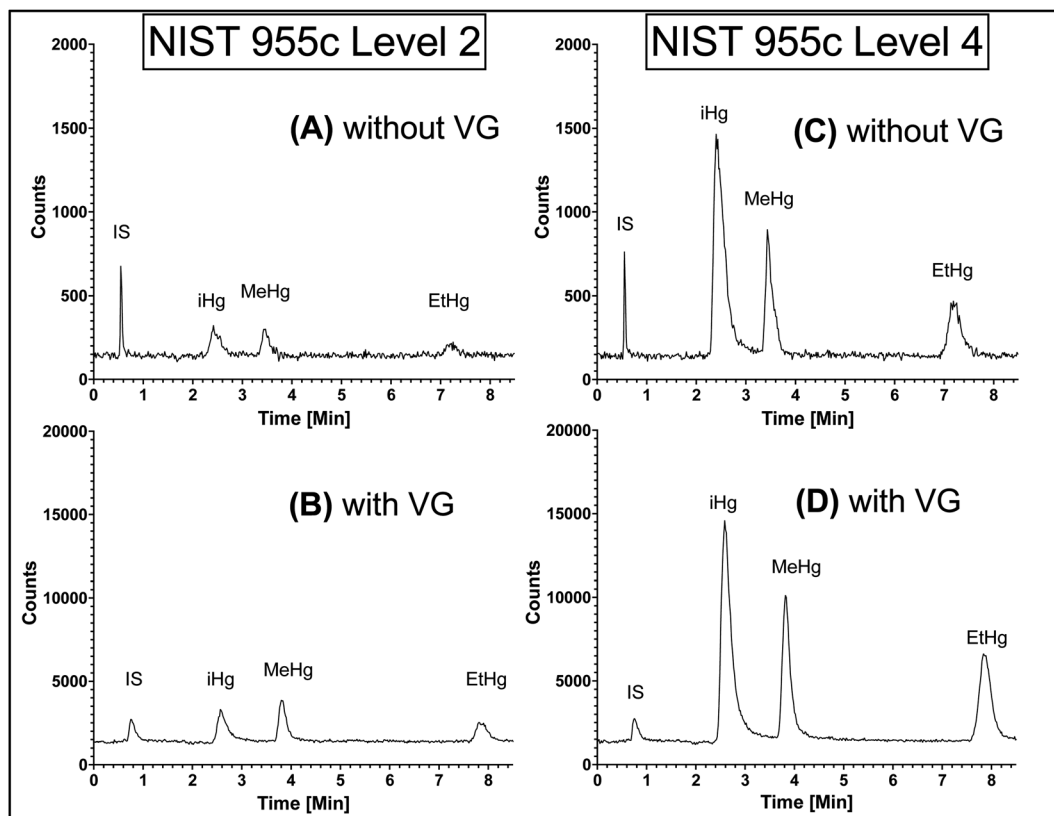 NIST 955c Level 2
NIST 955c Level 4
2000
1500
1000
500
0
Counts
(A) without VG
IS
iHg
MeHg
EtHg
0 1 2 3 4 5 6 7 8
Time [Min]
2000
1500
1000
500
0
Counts
(C) without VG
IS
iHg
MeHg
EtHg
0 1 2 3 4 5 6 7 8
Time [Min]
20000
15000
10000
5000
0
Counts
(B) with VG
IS
iHg
MeHg
EtHg
0 1 2 3 4 5 6 7 8
Time [Min]
20000
15000
10000
5000
0
Counts
(D) with VG
IS
iHg
MeHg
EtHg
0 1 2 3 4 5 6 7 8
Time [Min]